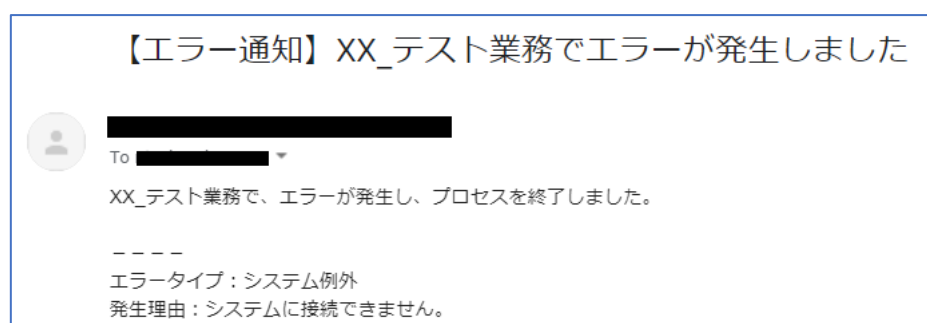 【エラー通知】XX_テスト業務でエラーが発生しました
To
XX_テスト業務で、エラーが発生し、プロセスを終了しました。
－－－－
エラータイプ：システム例外
発生理由：システムに接続できません。